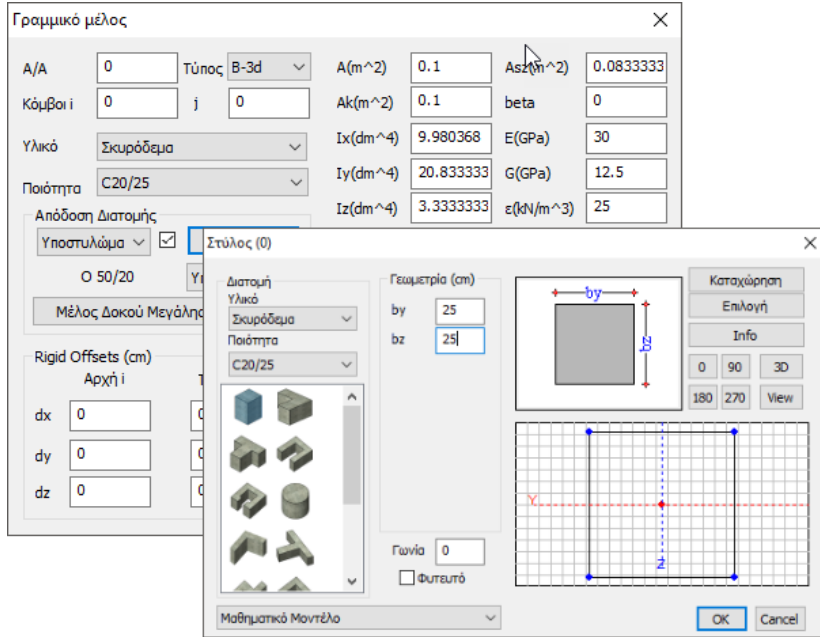 Γραμμικό μέλος
Α/Α 0 Τύπος B-3d A(m^2) 0.1 Asz(m^2) 0.0833333
Κόμβοι i 0 j 0 Ak(m^2) 0.1 beta 0
Υλικό Σκυρόδεμα Ix(dm^4) 9.980368 E(GPa) 30
Ποιότητα C20/25 Iy(dm^4) 20.833333 G(GPa) 12.5
Iz(dm^4) 3.3333333 ε(kN/m^3) 25
Απόδοση Διατομής
Υποστυλώμα
Ο 50/20
Μέλος Δοκού
Rigid Offsets (cm)
Αρχή i
dx 0
dy 0
dz 0
Στύλος (0)
Διατομή
Υλικό
Σκυρόδεμα
Ποιότητα
C20/25
Γεωμετρία (cm)
by 25
bz 25
Γωνία 0
Φυτευτό
by
bz
Καταχώρηση
Επιλογή
Info
0 90 3D
180 270 View
Y
Z
Μαθηματικό Μοντέλο
OK Cancel